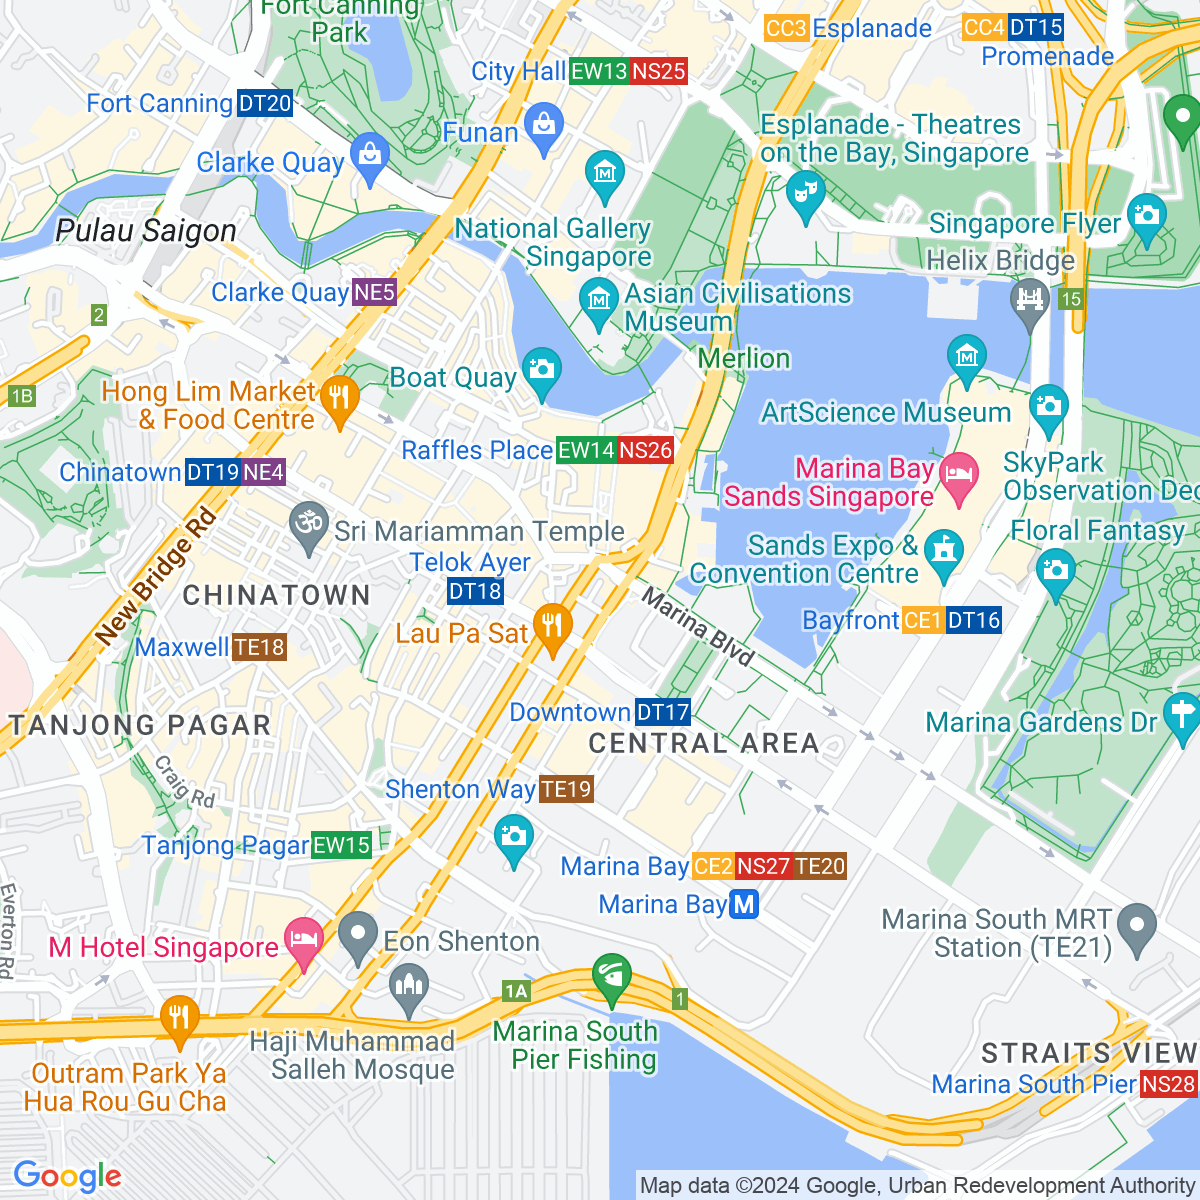 Fort Canning
Park
CC3 Esplanade
CC4 DT15
Promenade
City Hall EW13 NS25
Fort Canning DT20
Funan
Esplanade - Theatres
on the Bay, Singapore
Clarke Quay
National Gallery
Singapore
Singapore Flyer
Pulau Saigon
Helix Bridge
Clarke Quay NE5
Asian Civilisations
Museum
15
2
Merlion
Boat Quay
1B
Hong Lim Market
& Food Centre
ArtScience Museum
Raffles Place EW14 NS26
Chinatown DT19 NE4
Marina Bay
Sands Singapore
SkyPark
Observation Dec
Sri Mariamman Temple
Floral Fantasy
New Bridge Rd
Telok Ayer
DT18
Sands Expo &
Convention Centre
CHINATOWN
Marina Blvd
Bayfront CE1 DT16
Lau Pa Sat
Maxwell TE18
Downtown DT17
TANJONG PAGAR
Marina Gardens Dr
CENTRAL AREA
Craig Rd
Shenton Way TE19
Tanjong Pagar EW15
Marina Bay CE2 NS27 TE20
Marina Bay M
Everton Rd
Marina South MRT
Station (TE21)
M Hotel Singapore
Eon Shenton
1A
1
Haji Muhammad
Salleh Mosque
Marina South
Pier Fishing
STRAITS VIEW
Outram Park Ya
Hua Rou Gu Cha
Marina South Pier NS28
Google
Map data ©2024 Google, Urban Redevelopment Authority